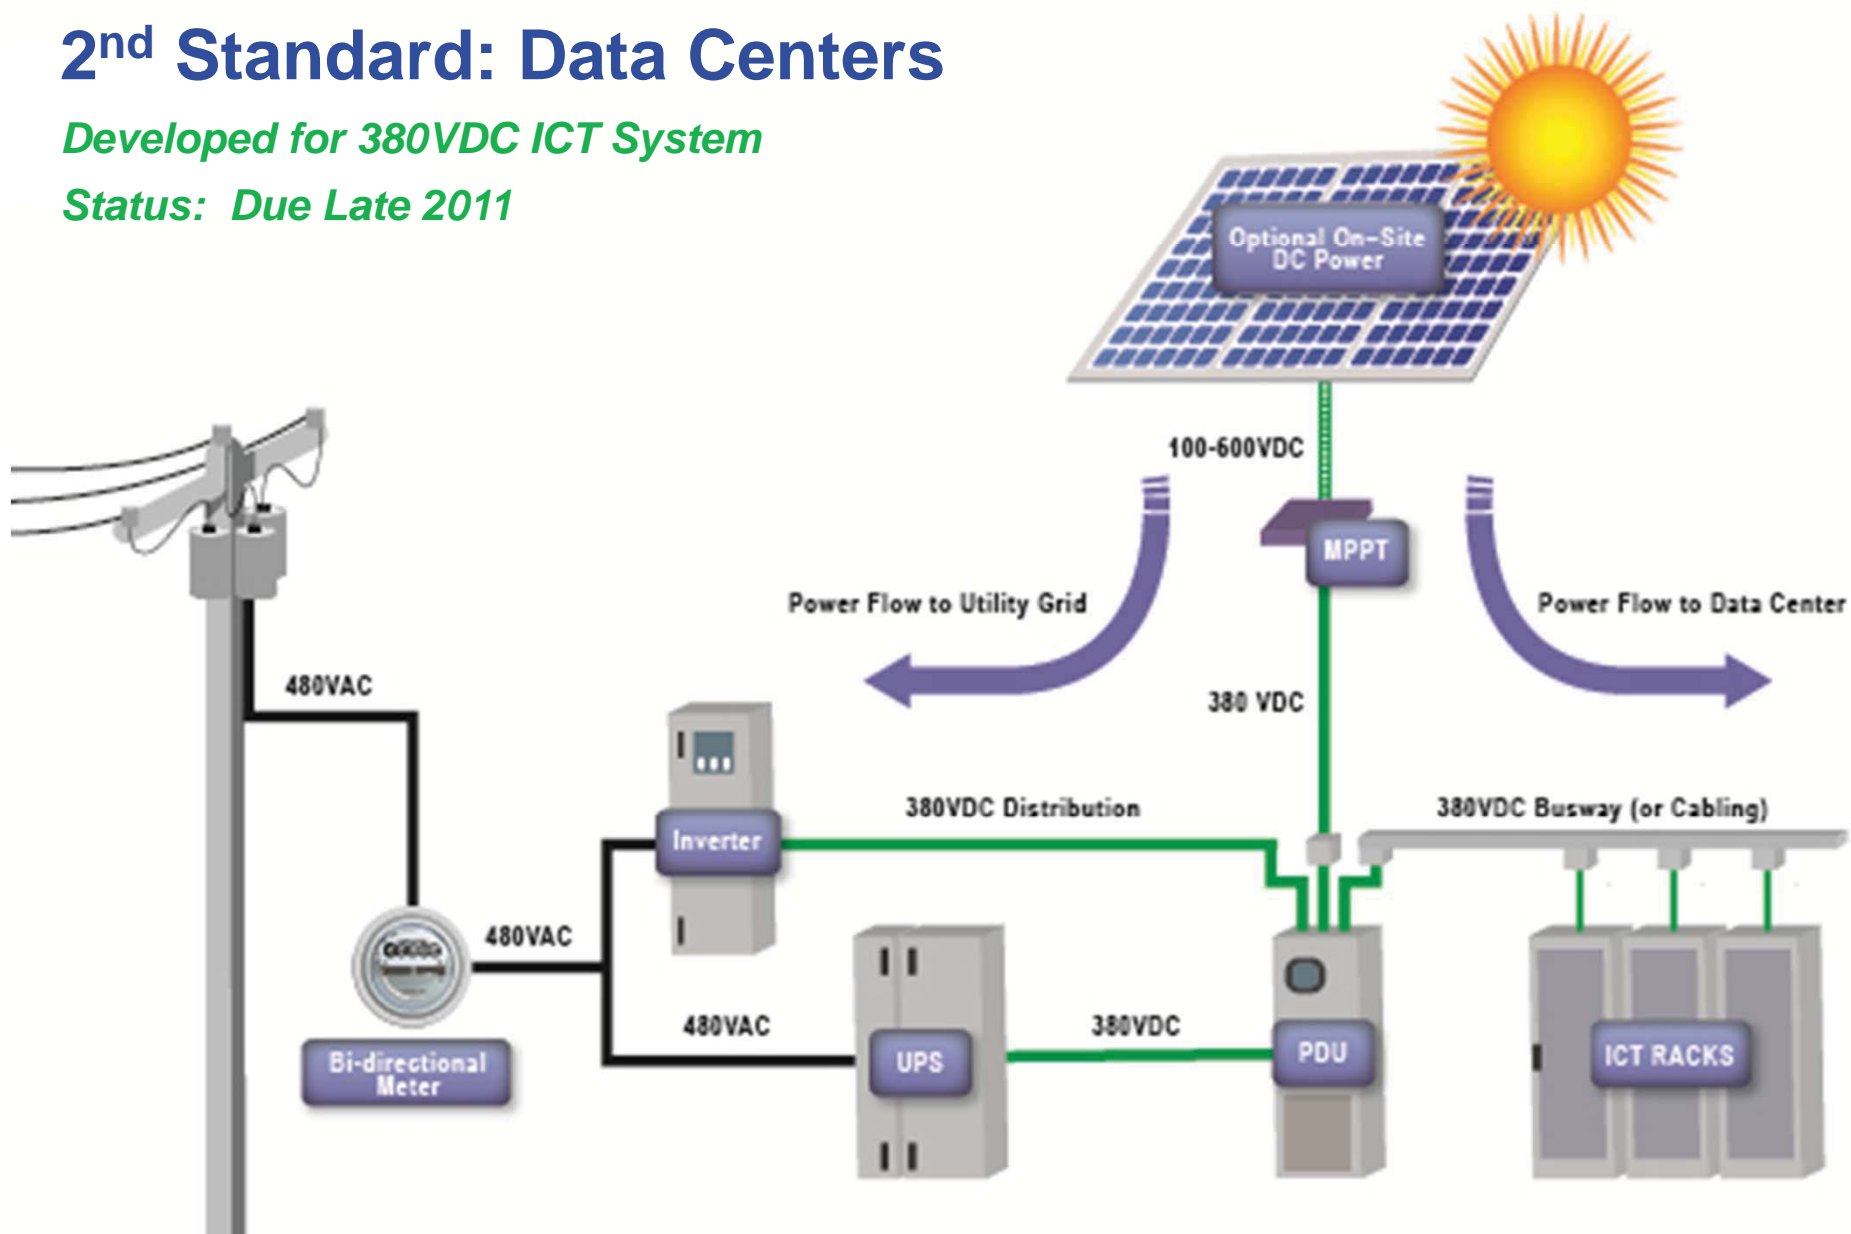 2nd Standard: Data Centers
Developed for 380VDC ICT System
Status: Due Late 2011
Optional On-Site
DC Power
100-600VDC
MPPT
Power Flow to Utility Grid
Power Flow to Data Center
480VAC
380 VDC
380VDC Distribution
380VDC Busway (or Cabling)
Inverter
480VAC
480VAC
380VDC
Bi-directional
Meter
UPS
PDU
ICT RACKS